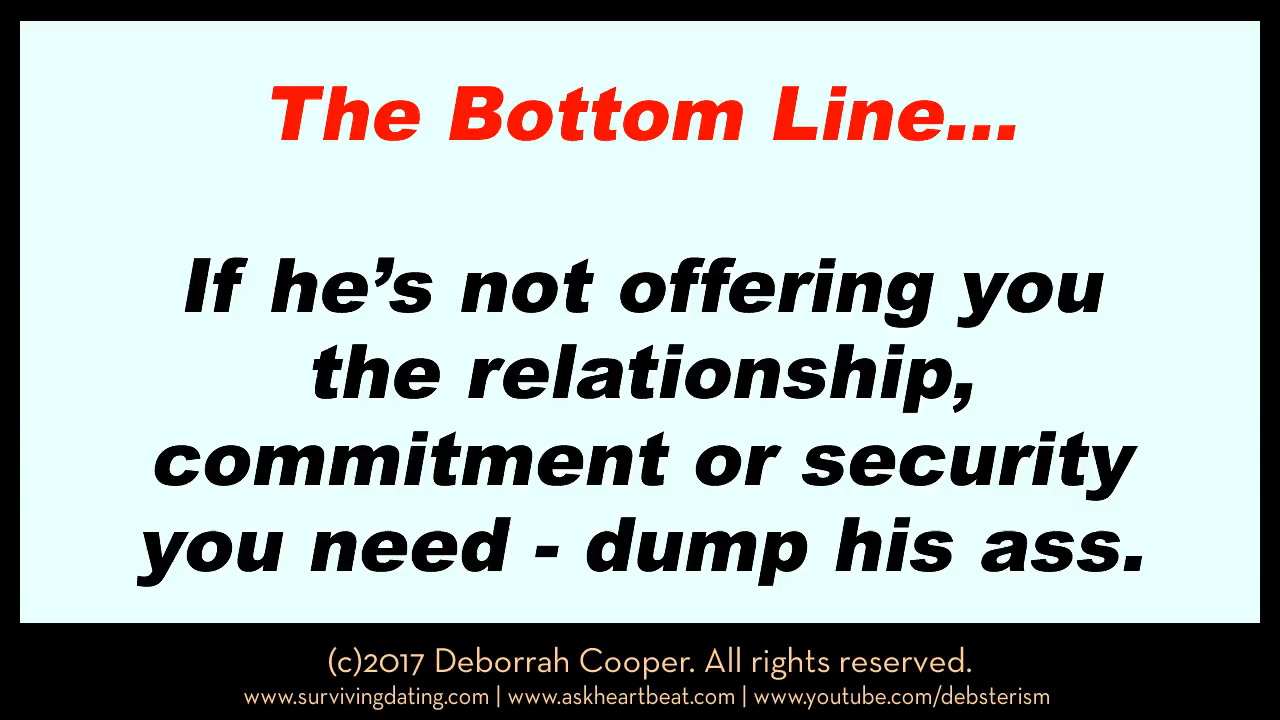 The Bottom Line...
If he’s not offering you
the relationship,
commitment or security
you need - dump his ass.
(c)2017 Deborrah Cooper. All rights reserved.
www.survivingdating.com | www.askheartbeat.com | www.youtube.com/debsterism